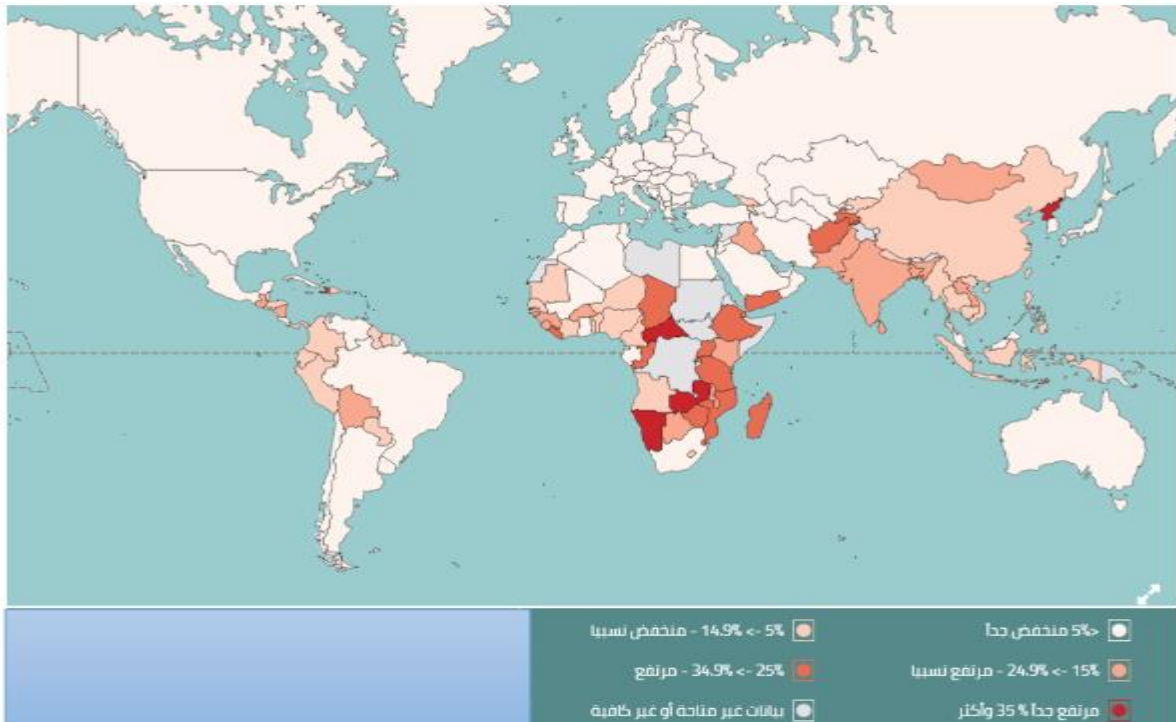 <5% منخفض جداً
5% -> 14.9% - منخفض نسبيا
15% -> 24.9% - مرتفع نسبيا
25% -> 34.9% - مرتفع
مرتفع جداً % 35 وأكثر
بيانات غير متاحة أو غير كافية